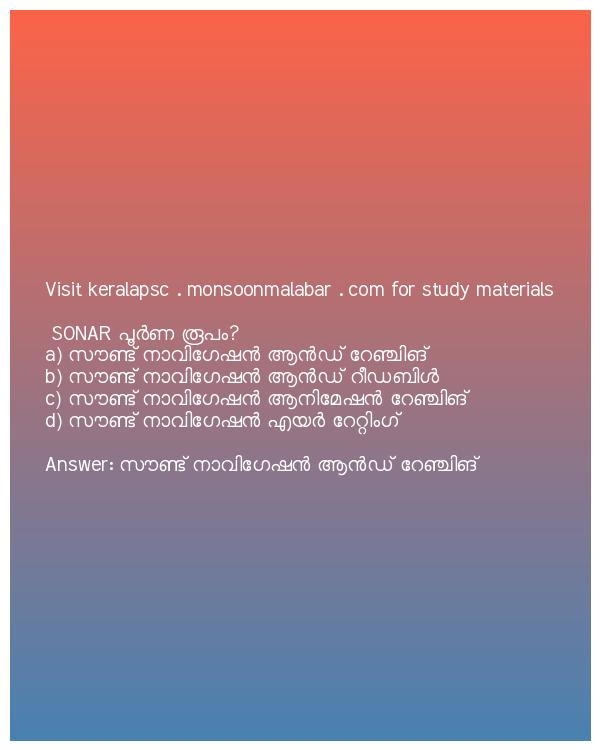 Visit keralapsc . monsoonmalabar . com for study materials
SONAR പൂർണ രൂപം?
a) സൗണ്ട് നാവിഗേഷൻ ആൻഡ് റേഞ്ചിങ്
b) സൗണ്ട് നാവിഗേഷൻ ആൻഡ് റീഡബിൾ
c) സൗണ്ട് നാവിഗേഷൻ ആനിമേഷൻ റേഞ്ചിങ്
d) സൗണ്ട് നാവിഗേഷൻ എയർ റേറ്റിംഗ്
Answer: സൗണ്ട് നാവിഗേഷൻ ആൻഡ് റേഞ്ചിങ്